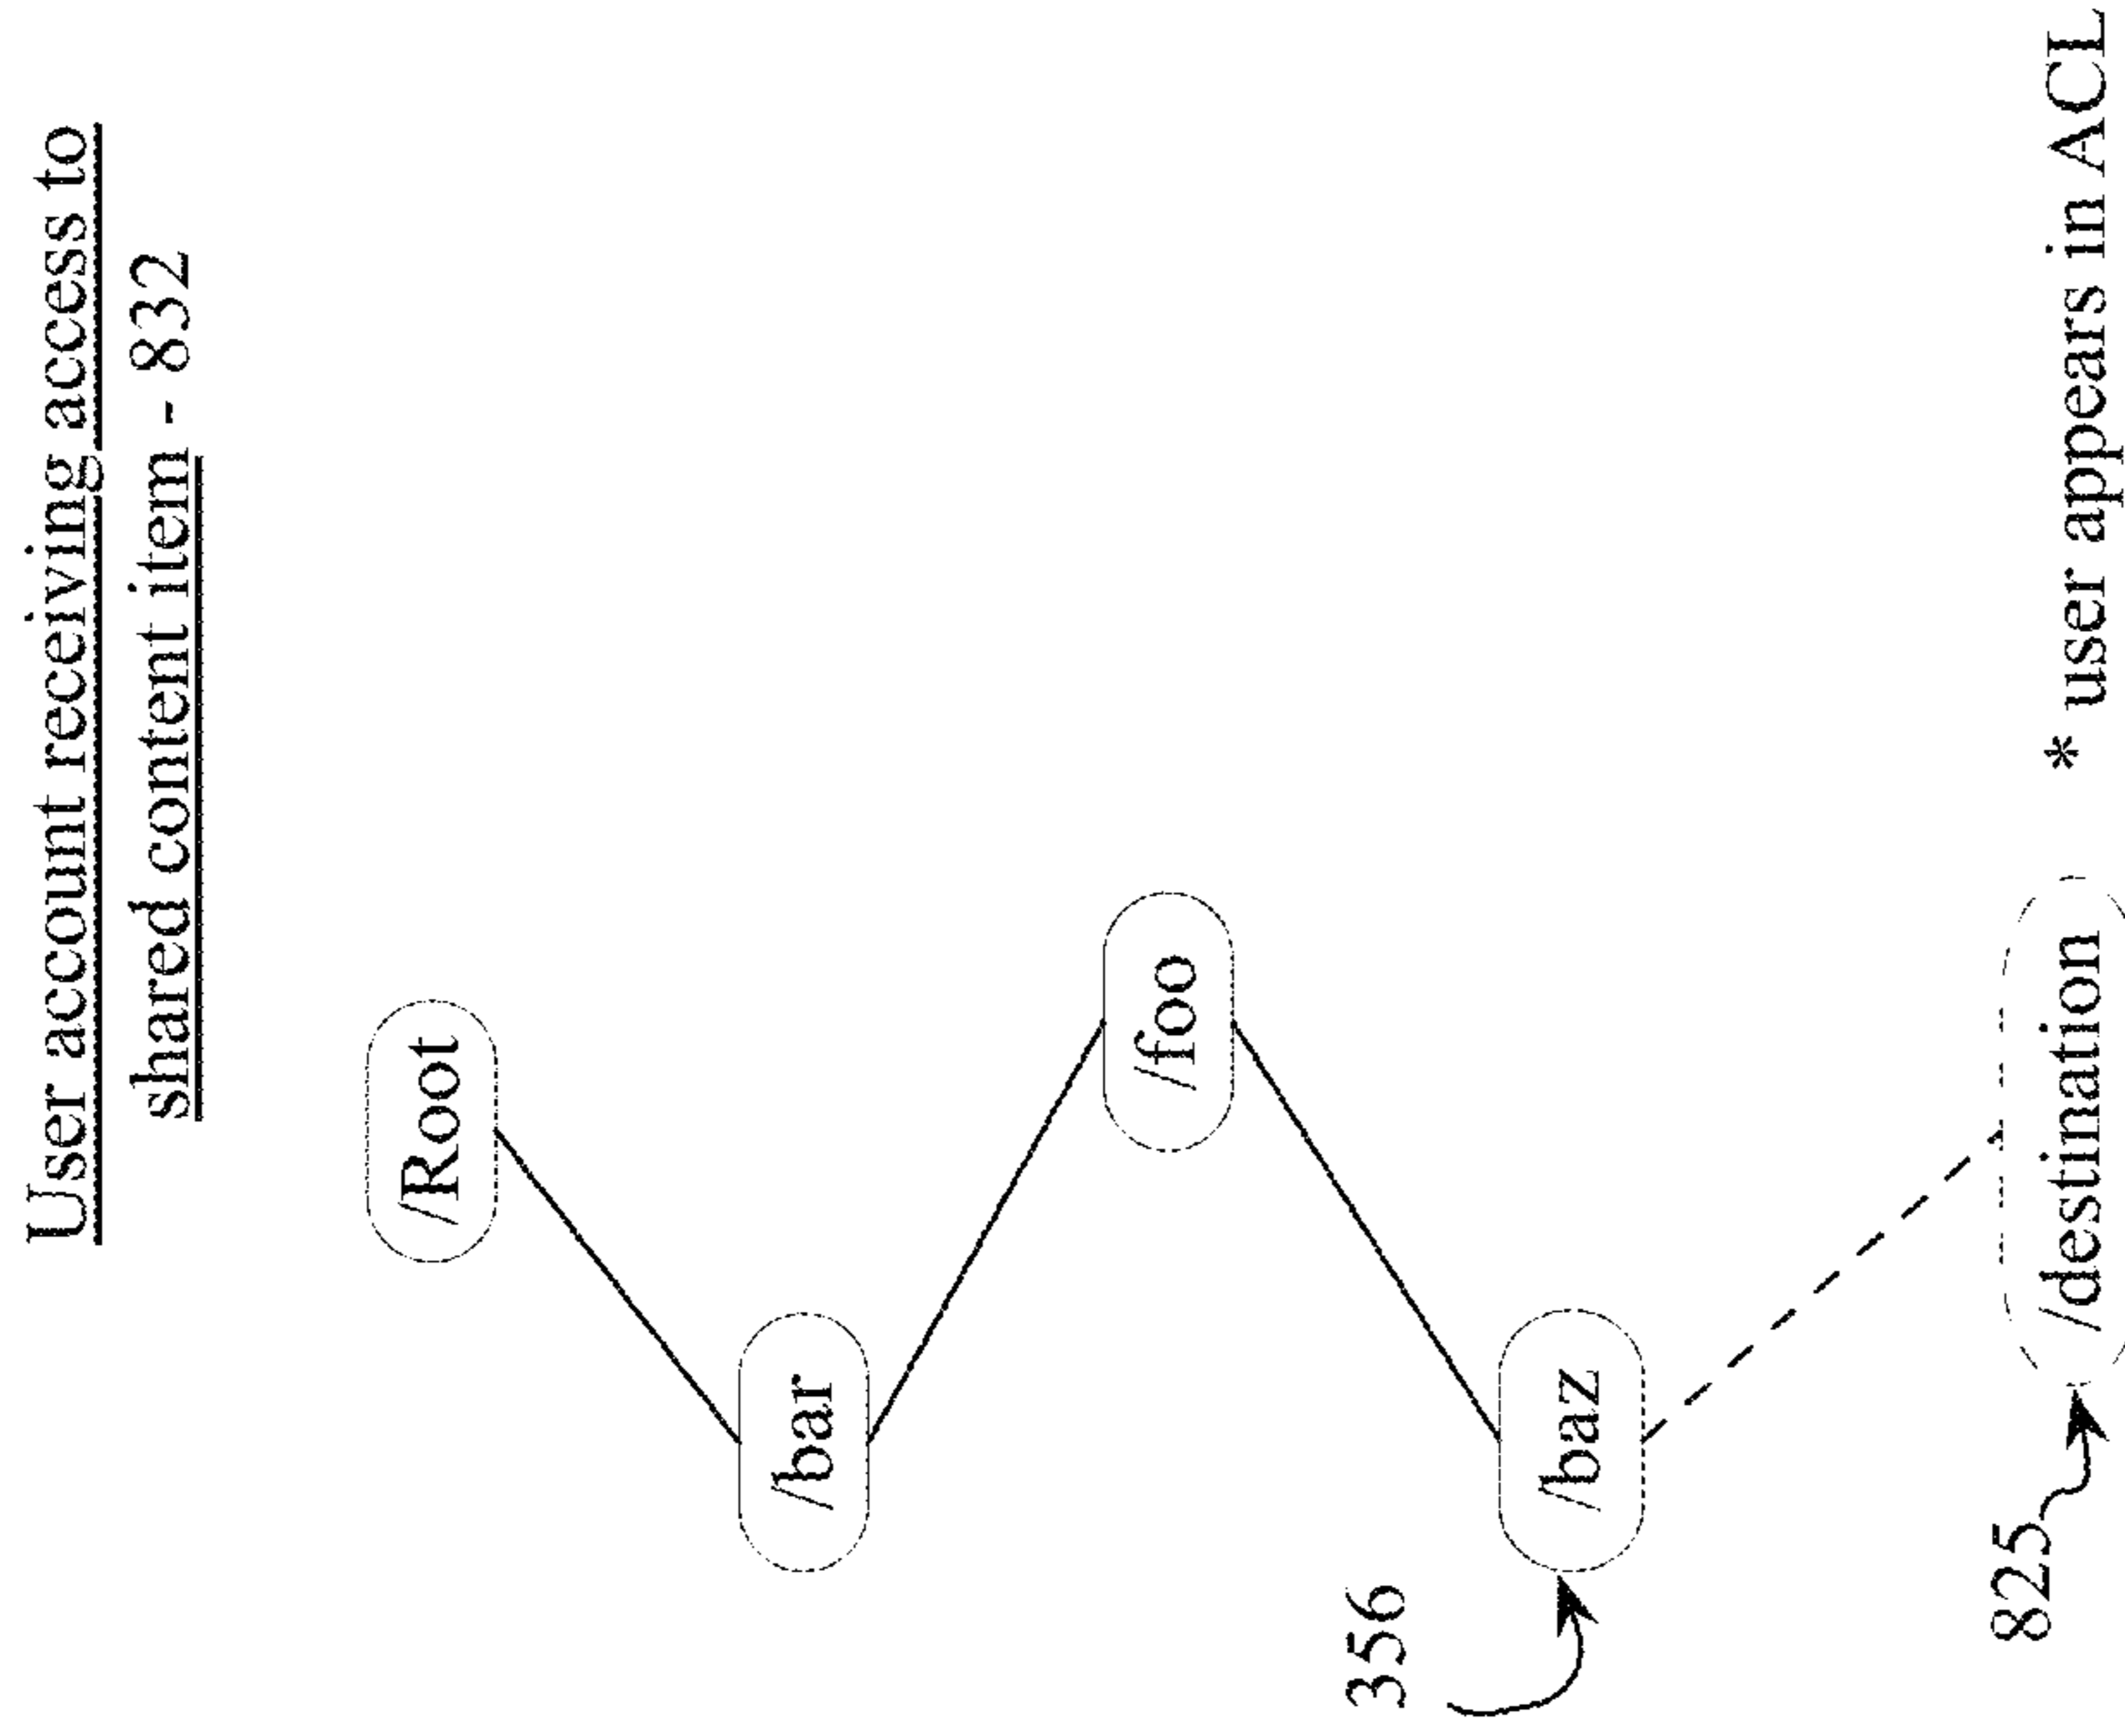 User account receiving access to
shared content item - 832
/Root
/bar
/foo
356
/baz
825
/destination
* user appears in ACL